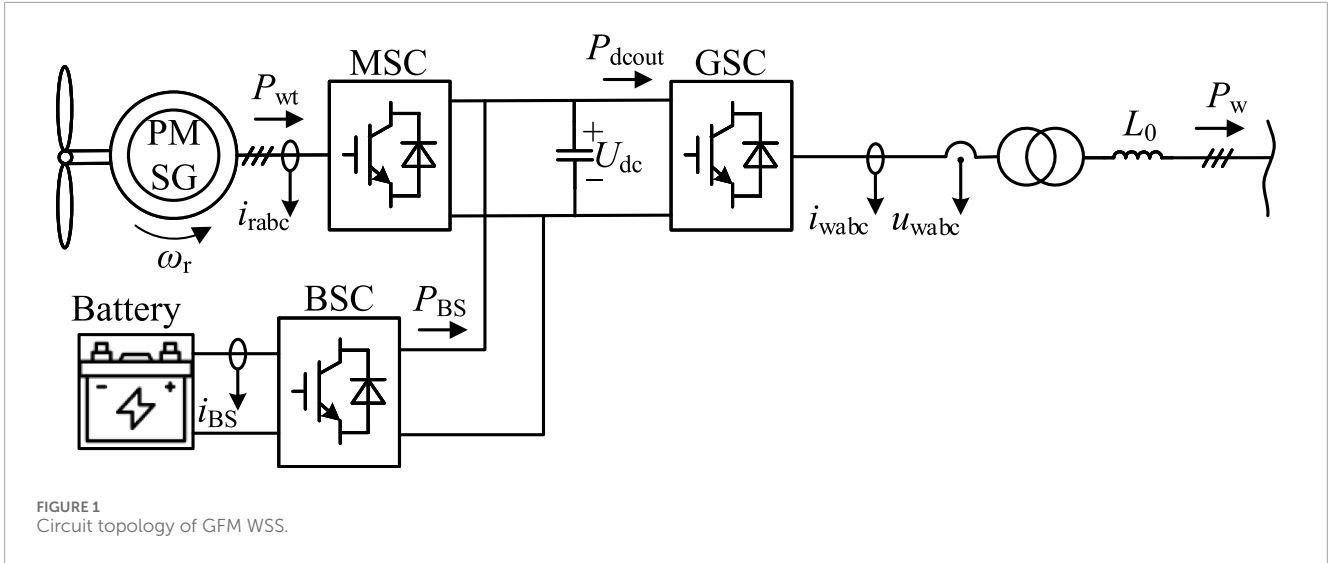 MSC
P_dcout
GSC
P_wt
P_w
PM
SG
+
U_dc
−
L_0
i_rabc
i_wabc
u_wabc
ω_r
Battery
BSC
P_BS
- +
i_BS
FIGURE 1
Circuit topology of GFM WSS.